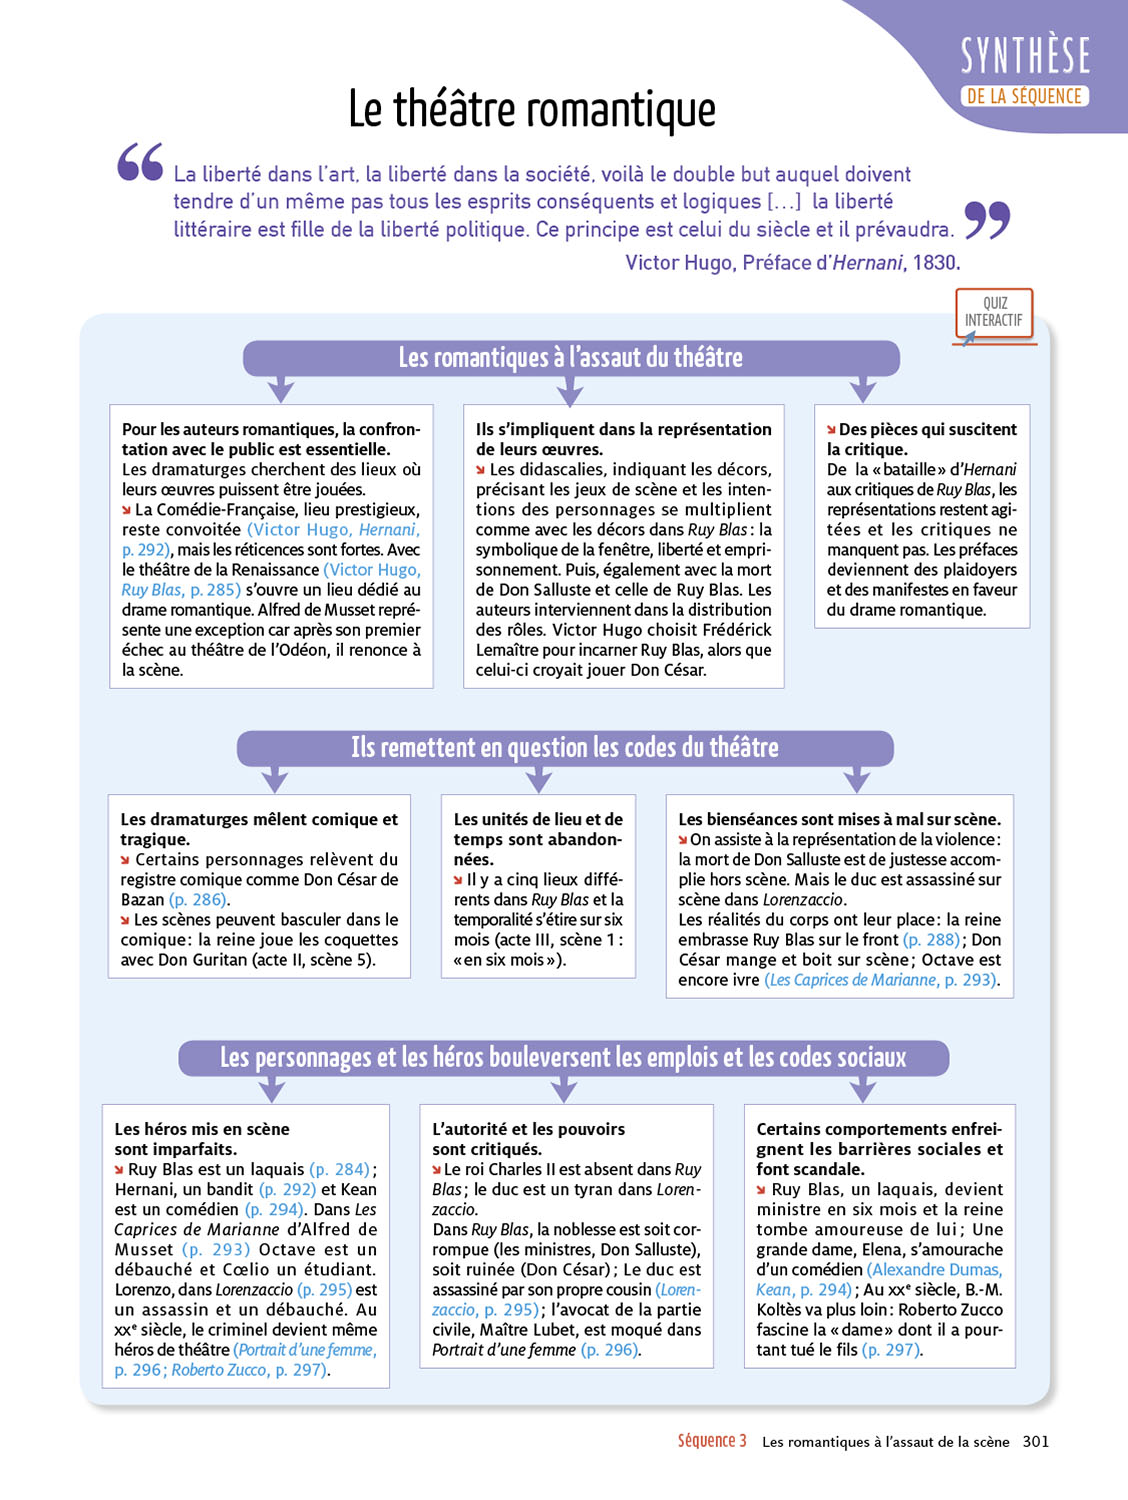 SYNTHÈSE
DE LA SÉQUENCE
Le théâtre romantique
“ La liberté dans l’art, la liberté dans la société, voilà le double but auquel doivent
tendre d’un même pas tous les esprits conséquents et logiques […] la liberté
littéraire est fille de la liberté politique. Ce principe est celui du siècle et il prévaudra. ”
Victor Hugo, Préface d’Hernani, 1830.
QUIZ
INTERACTIF
Les romantiques à l’assaut du théâtre
Pour les auteurs romantiques, la confron-
tation avec le public est essentielle.
Les dramaturges cherchent des lieux où
leurs œuvres puissent être jouées.
➘ La Comédie-Française, lieu prestigieux,
reste convoitée (Victor Hugo, Hernani,
p. 292), mais les réticences sont fortes. Avec
le théâtre de la Renaissance (Victor Hugo,
Ruy Blas, p. 285) s’ouvre un lieu dédié au
drame romantique. Alfred de Musset repré-
sente une exception car après son premier
échec au théâtre de l’Odéon, il renonce à
la scène.
Ils s’impliquent dans la représentation
de leurs œuvres.
➘ Les didascalies, indiquant les décors,
précisant les jeux de scène et les inten-
tions des personnages se multiplient
comme avec les décors dans Ruy Blas : la
symbolique de la fenêtre, liberté et empri-
sonnement. Puis, également avec la mort
de Don Salluste et celle de Ruy Blas. Les
auteurs interviennent dans la distribution
des rôles. Victor Hugo choisit Frédérick
Lemaître pour incarner Ruy Blas, alors que
celui-ci croyait jouer Don César.
➘ Des pièces qui suscitent
la critique.
De la « bataille » d’Hernani
aux critiques de Ruy Blas, les
représentations restent agi-
tées et les critiques ne
manquent pas. Les préfaces
deviennent des plaidoyers
et des manifestes en faveur
du drame romantique.
Ils remettent en question les codes du théâtre
Les dramaturges mêlent comique et
tragique.
➘ Certains personnages relèvent du
registre comique comme Don César de
Bazan (p. 286).
➘ Les scènes peuvent basculer dans le
comique : la reine joue les coquettes
avec Don Guritan (acte II, scène 5).
Les unités de lieu et de
temps sont abandon-
nées.
➘ Il y a cinq lieux diffé-
rents dans Ruy Blas et la
temporalité s’étire sur six
mois (acte III, scène 1 :
« en six mois »).
Les bienséances sont mises à mal sur scène.
➘ On assiste à la représentation de la violence :
la mort de Don Salluste est de justesse accom-
plie hors scène. Mais le duc est assassiné sur
scène dans Lorenzaccio.
Les réalités du corps ont leur place : la reine
embrasse Ruy Blas sur le front (p. 288) ; Don
César mange et boit sur scène ; Octave est
encore ivre (Les Caprices de Marianne, p. 293).
Les personnages et les héros bouleversent les emplois et les codes sociaux
Les héros mis en scène
sont imparfaits.
➘ Ruy Blas est un laquais (p. 284) ;
Hernani, un bandit (p. 292) et Kean
est un comédien (p. 294). Dans Les
Caprices de Marianne d’Alfred de
Musset (p. 293) Octave est un
débauché et Cœlio un étudiant.
Lorenzo, dans Lorenzaccio (p. 295) est
un assassin et un débauché. Au
XXe siècle, le criminel devient même
héros de théâtre (Portrait d’une femme,
p. 296 ; Roberto Zucco, p. 297).
L’autorité et les pouvoirs
sont critiqués.
➘ Le roi Charles II est absent dans Ruy
Blas ; le duc est un tyran dans Loren-
zaccio.
Dans Ruy Blas, la noblesse est soit cor-
rompue (les ministres, Don Salluste),
soit ruinée (Don César) ; Le duc est
assassiné par son propre cousin (Loren-
zaccio, p. 295) ; l’avocat de la partie
civile, Maître Lubet, est moqué dans
Portrait d’une femme (p. 296).
Certains comportements enfrei-
gnent les barrières sociales et
font scandale.
➘ Ruy Blas, un laquais, devient
ministre en six mois et la reine
tombe amoureuse de lui ; Une
grande dame, Elena, s’amourache
d’un comédien (Alexandre Dumas,
Kean, p. 294) ; Au XXe siècle, B.-M.
Koltès va plus loin : Roberto Zucco
fascine la « dame » dont il a pour-
tant tué le fils (p. 297).
Séquence 3 Les romantiques à l’assaut de la scène 301